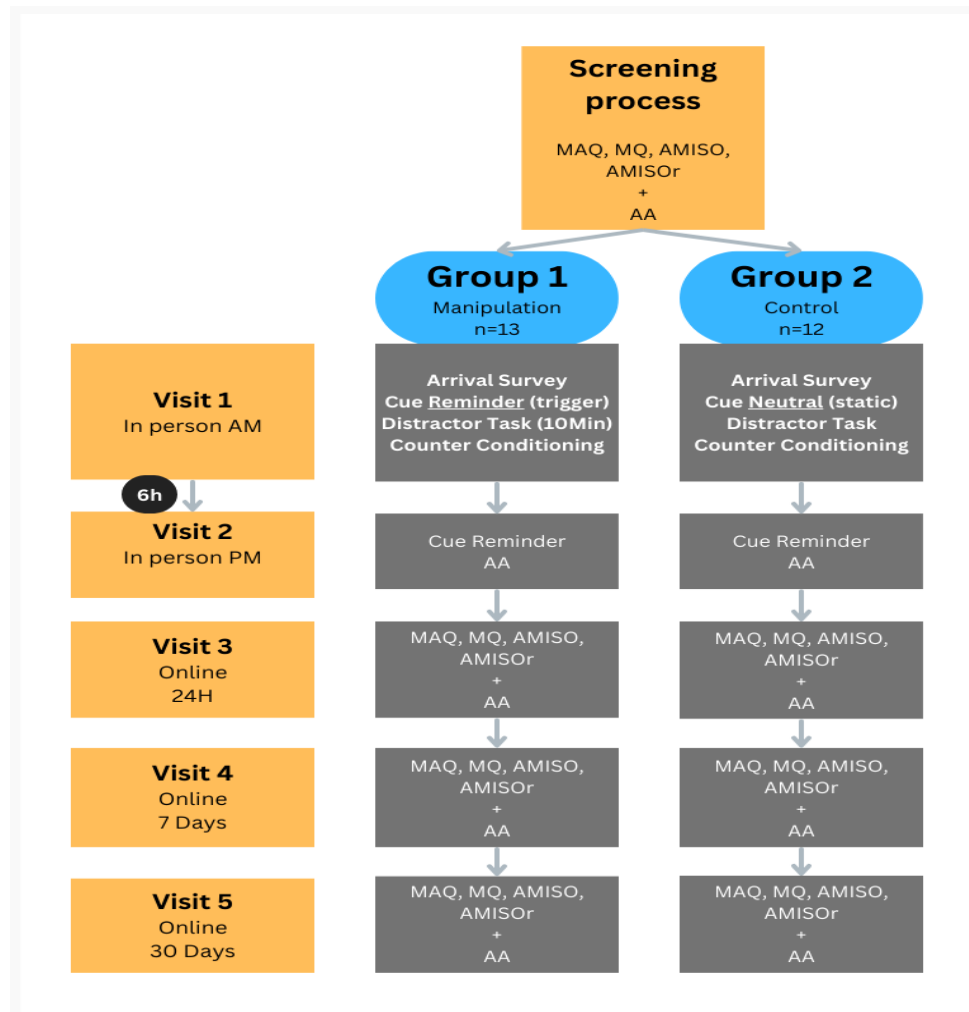 Screening
process
MAQ, MQ, AMISO,
AMISOr
+
AA
Group 1
Manipulation
n=13
Group 2
Control
n=12
Visit 1
In person AM
Arrival Survey
Cue Reminder (trigger)
Distractor Task (10Min)
Counter Conditioning
Arrival Survey
Cue Neutral (static)
Distractor Task
Counter Conditioning
6h
Visit 2
In person PM
Cue Reminder
AA
Cue Reminder
AA
Visit 3
Online
24H
MAQ, MQ, AMISO,
AMISOr
+
AA
MAQ, MQ, AMISO,
AMISOr
+
AA
Visit 4
Online
7 Days
MAQ, MQ, AMISO,
AMISOr
+
AA
MAQ, MQ, AMISO,
AMISOr
+
AA
Visit 5
Online
30 Days
MAQ, MQ, AMISO,
AMISOr
+
AA
MAQ, MQ, AMISO,
AMISOr
+
AA